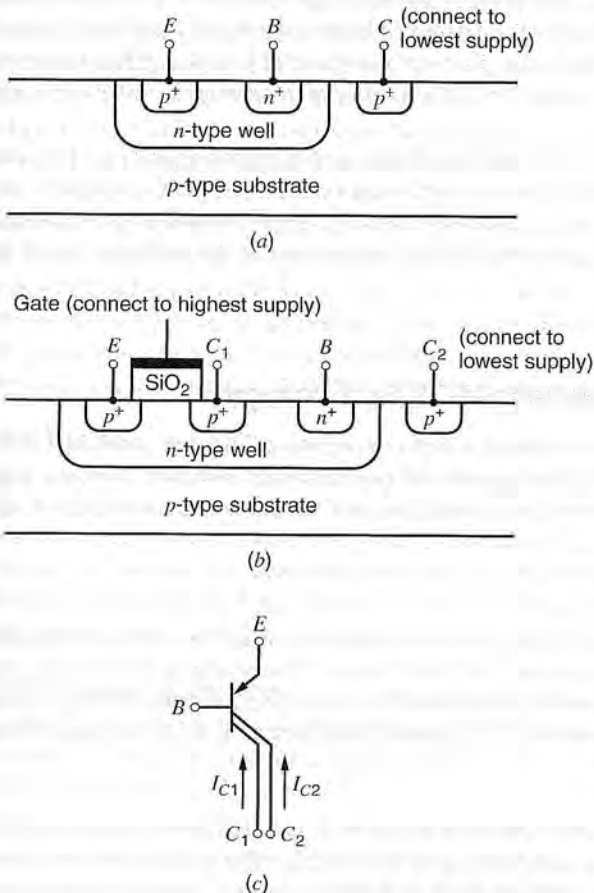 (connect to
lowest supply)
E B C
p+ n+ p+
n-type well
p-type substrate
(a)
Gate (connect to highest supply)
(connect to
lowest supply)
E C1 B C2
SiO2
p+ p+ n+ p+
n-type well
p-type substrate
(b)
E
B
IC1 IC2
C1 C2
(c)